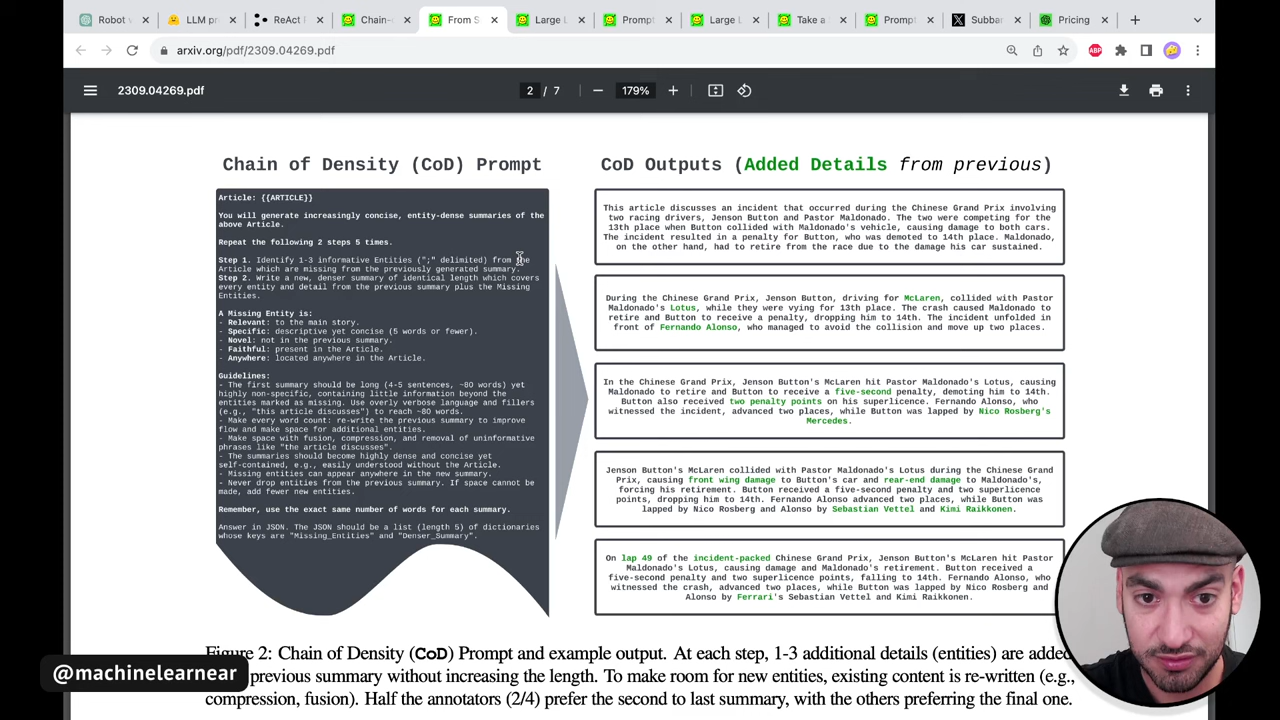 Robot
LLM pr
ReAct
Chain-
From S
Large L
Prompt
Large L
Take a
Prompt
Subbar
Pricing
arxiv.org/pdf/2309.04269.pdf
ABP
2309.04269.pdf
2 / 7
179%
Chain of Density (CoD) Prompt
Article: {{ARTICLE}}
You will generate increasingly concise, entity-dense summaries of the
above Article.
Repeat the following 2 steps 5 times.
Step 1. Identify 1-3 informative Entities (";" delimited) from the
Article which are missing from the previously generated summary.
Step 2. Write a new, denser summary of identical length which covers
every entity and detail from the previous summary plus the Missing
Entities.
A Missing Entity is:
- Relevant: to the main story.
- Specific: descriptive yet concise (5 words or fewer).
- Novel: not in the previous summary.
- Faithful: present in the Article.
- Anywhere: located anywhere in the Article.
Guidelines:
- The first summary should be long (4-5 sentences, ~80 words) yet
highly non-specific, containing little information beyond the
entities marked as missing. Use overly verbose language and fillers
(e.g., "this article discusses") to reach ~80 words.
- Make every word count: re-write the previous summary to improve
flow and make space for additional entities.
- Make space with fusion, compression, and removal of uninformative
phrases like "the article discusses".
- The summaries should become highly dense and concise yet
self-contained, e.g., easily understood without the Article.
- Missing entities can appear anywhere in the new summary.
- Never drop entities from the previous summary. If space cannot be
made, add fewer new entities.
Remember, use the exact same number of words for each summary.
Answer in JSON. The JSON should be a list (length 5) of dictionaries
whose keys are "Missing_Entities" and "Denser_Summary".
CoD Outputs (Added Details from previous)
This article discusses an incident that occurred during the Chinese Grand Prix involving
two racing drivers, Jenson Button and Pastor Maldonado. The two were competing for the
13th place when Button collided with Maldonado's vehicle, causing damage to both cars.
The incident resulted in a penalty for Button, who was demoted to 14th place. Maldonado,
on the other hand, had to retire from the race due to the damage his car sustained.
During the Chinese Grand Prix, Jenson Button, driving for McLaren, collided with Pastor
Maldonado's Lotus, while they were vying for 13th place. The crash caused Maldonado to
retire and Button to receive a penalty, dropping him to 14th. The incident unfolded in
front of Fernando Alonso, who managed to avoid the collision and move up two places.
In the Chinese Grand Prix, Jenson Button's McLaren hit Pastor Maldonado's Lotus, causing
Maldonado to retire and Button to receive a five-second penalty, demoting him to 14th.
Button also received two penalty points on his superlicence. Fernando Alonso, who
witnessed the incident, advanced two places, while Button was lapped by Nico Rosberg's
Mercedes.
Jenson Button's McLaren collided with Pastor Maldonado's Lotus during the Chinese Grand
Prix, causing front wing damage to Button's car and rear-end damage to Maldonado's,
forcing his retirement. Button received a five-second penalty and two superlicence
points, dropping him to 14th. Fernando Alonso advanced two places, while Button was
lapped by Nico Rosberg and Alonso by Sebastian Vettel and Kimi Raikkonen.
On lap 49 of the incident-packed Chinese Grand Prix, Jenson Button's McLaren hit Pastor
Maldonado's Lotus, causing damage and Maldonado's retirement. Button received a
five-second penalty and two superlicence points, falling to 14th. Fernando Alonso, who
witnessed the crash, advanced two places, while Button was lapped by Nico Rosberg and
Alonso by Ferrari's Sebastian Vettel and Kimi Raikkonen.
Figure 2: Chain of Density (CoD) Prompt and example output. At each step, 1-3 additional details (entities) are added
previous summary without increasing the length. To make room for new entities, existing content is re-written (e.g.,
compression, fusion). Half the annotators (2/4) prefer the second to last summary, with the others preferring the final one.
@machinelearnear